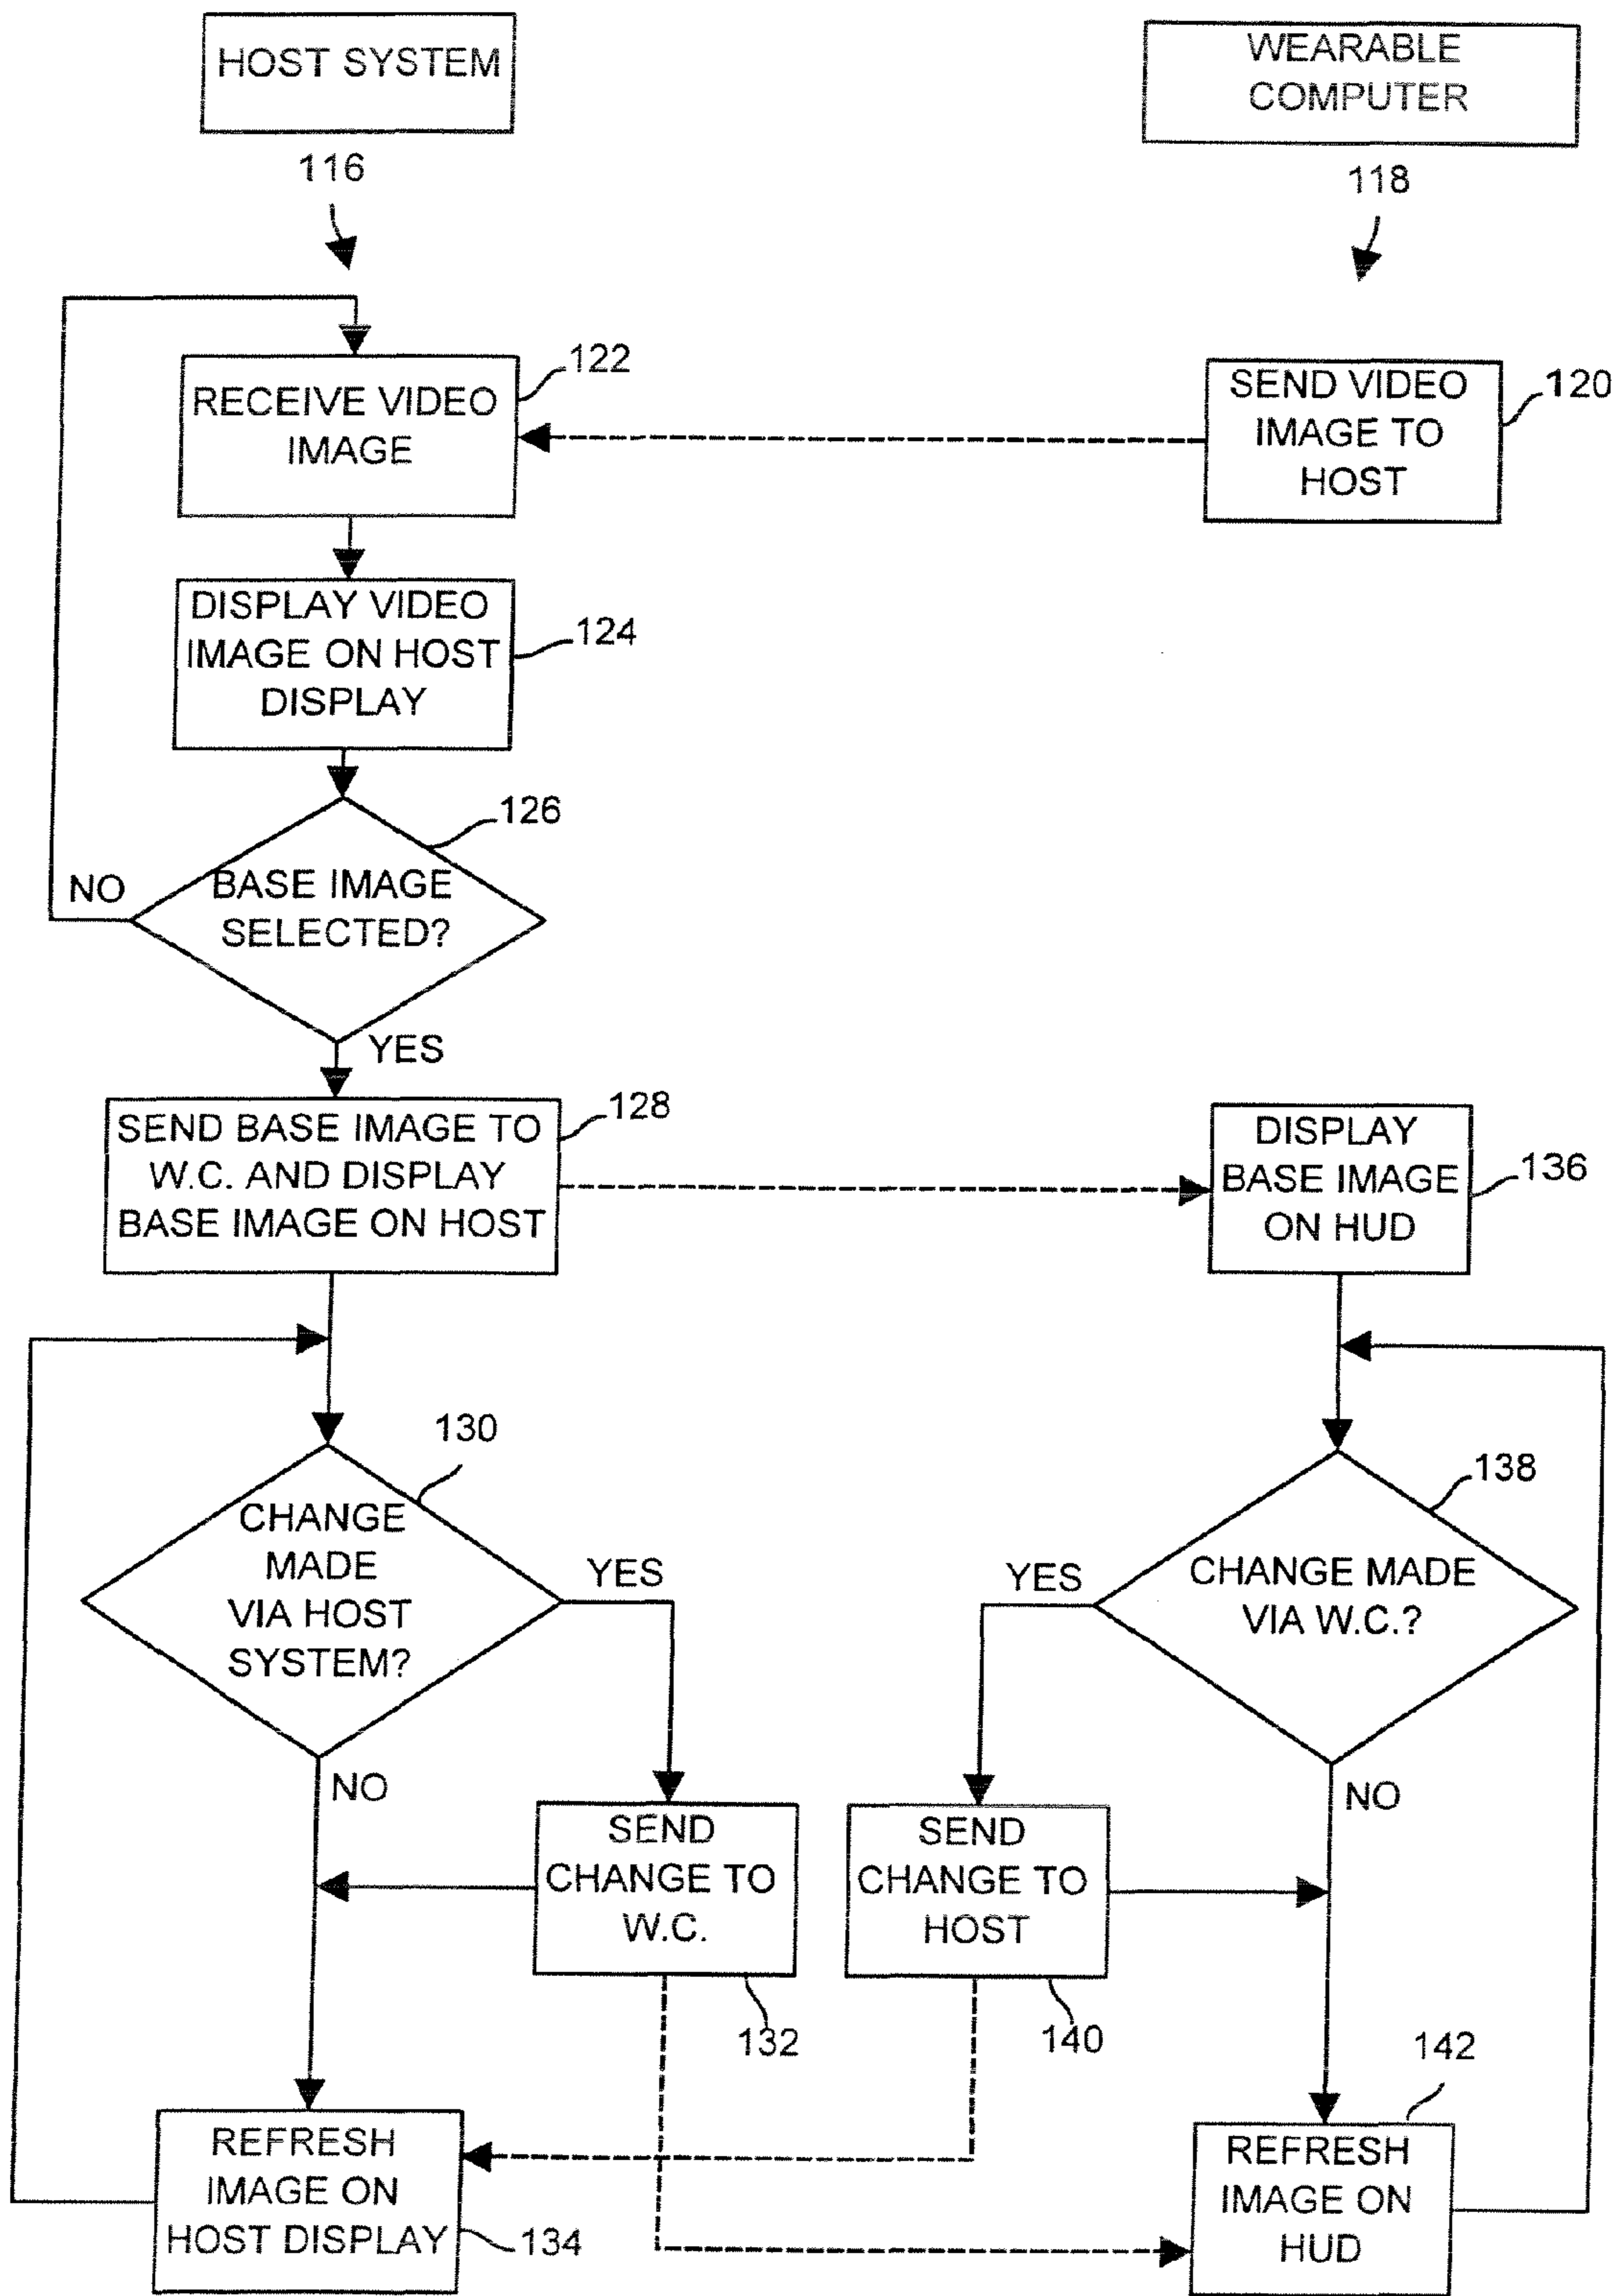 HOST SYSTEM
WEARABLE
COMPUTER
116
118
RECEIVE VIDEO
IMAGE
122
SEND VIDEO
IMAGE TO
HOST
120
DISPLAY VIDEO
IMAGE ON HOST
DISPLAY
124
126
NO
BASE IMAGE
SELECTED?
YES
SEND BASE IMAGE TO
W.C. AND DISPLAY
BASE IMAGE ON HOST
128
DISPLAY
BASE IMAGE
ON HUD
136
130
CHANGE
MADE
VIA HOST
SYSTEM?
YES
NO
138
CHANGE MADE
VIA W.C.?
YES
NO
SEND
CHANGE TO
W.C.
132
SEND
CHANGE TO
HOST
140
REFRESH
IMAGE ON
HOST DISPLAY
134
142
REFRESH
IMAGE ON
HUD